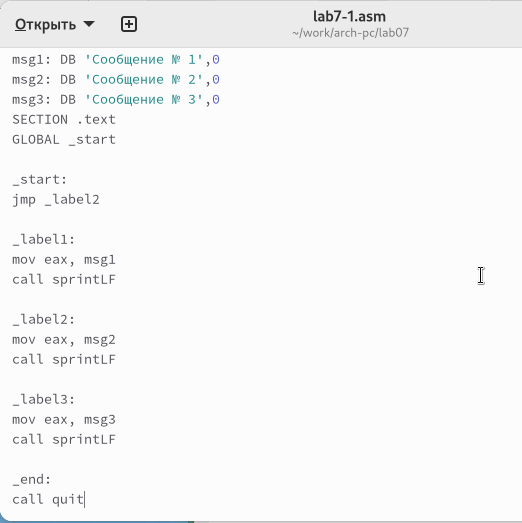 Открыть
lab7-1.asm
~/work/arch-pc/lab07
msg1: DB 'Сообщение № 1',0
msg2: DB 'Сообщение № 2',0
msg3: DB 'Сообщение № 3',0
SECTION .text
GLOBAL _start
_start:
jmp _label2
_label1:
mov eax, msg1
call sprintLF
_label2:
mov eax, msg2
call sprintLF
_label3:
mov eax, msg3
call sprintLF
_end:
call quit